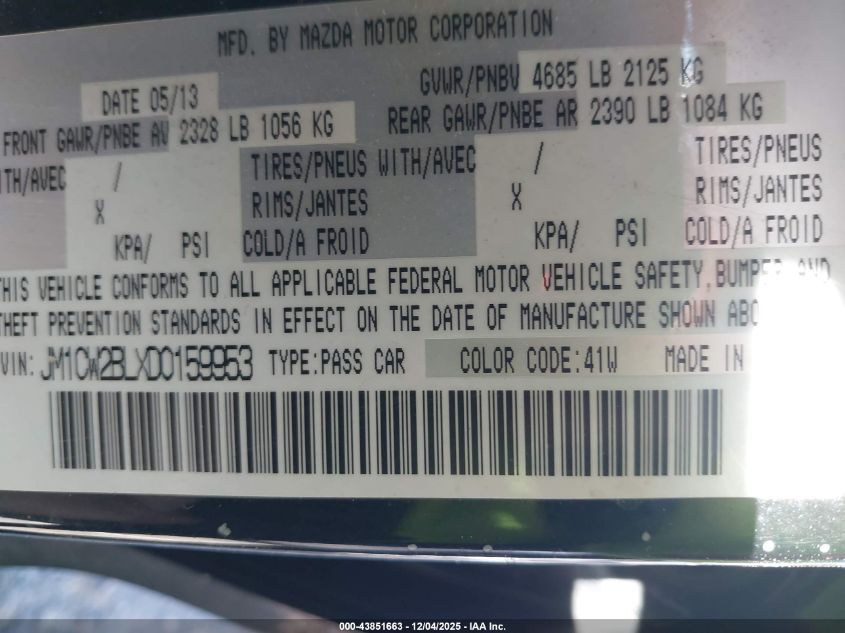 MFD. BY MAZDA MOTOR CORPORATION
DATE 05/13 GVWR/PNBV 4685 LB 2125 KG
FRONT GAWR/PNBE AV 2328 LB 1056 KG REAR GAWR/PNBE AR 2390 LB 1084 KG
ITH/AVEC / TIRES/PNEUS WITH/AVEC / TIRES/PNEUS
X RIMS/JANTES X RIMS/JANTES
KPA/ PSI COLD/A FROID KPA/ PSI COLD/A FROID
THIS VEHICLE CONFORMS TO ALL APPLICABLE FEDERAL MOTOR VEHICLE SAFETY, BUMPER, AND
THEFT PREVENTION STANDARDS IN EFFECT ON THE DATE OF MANUFACTURE SHOWN ABO
VIN: JM1CW2BLXD0159953 TYPE:PASS CAR COLOR CODE:41W MADE IN
000-43851663 - 12/04/2025 - IAA Inc.